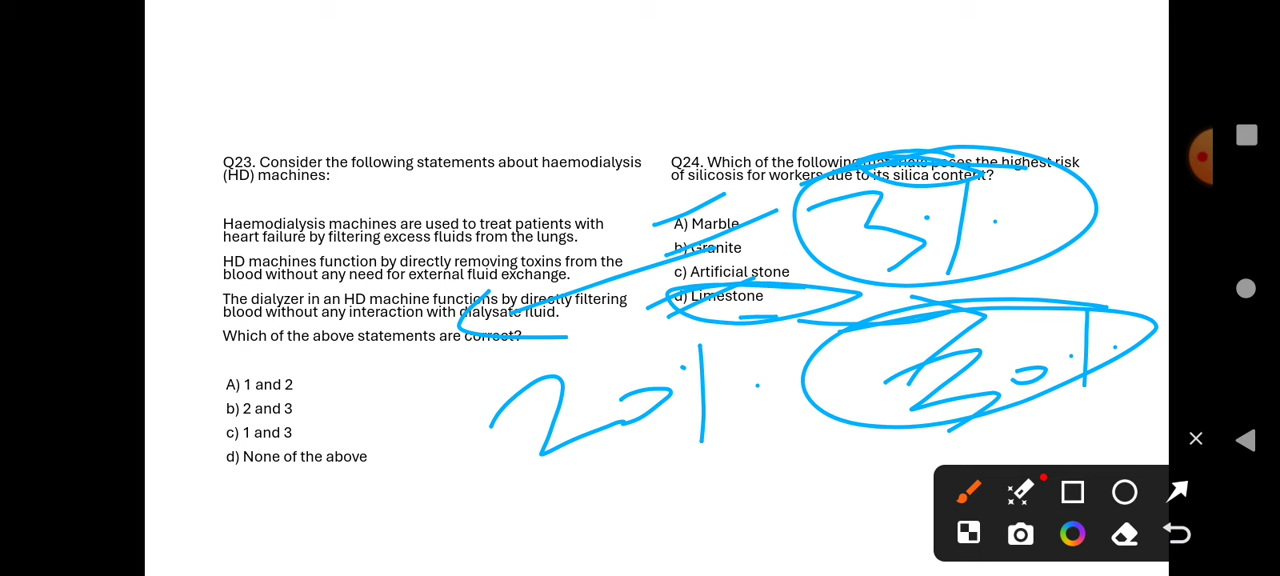 Q23. Consider the following statements about haemodialysis
(HD) machines:
Haemodialysis machines are used to treat patients with
heart failure by filtering excess fluids from the lungs.
HD machines function by directly removing toxins from the
blood without any need for external fluid exchange.
The dialyzer in an HD machine functions by directly filtering
blood without any interaction with dialysate fluid.
Which of the above statements are correct?
A) 1 and 2
b) 2 and 3
c) 1 and 3
d) None of the above
Q24. Which of the following materials poses the highest risk
of silicosis for workers due to its silica content?
A) Marble
b) Granite
c) Artificial stone
d) Limestone
3%
20%
30%